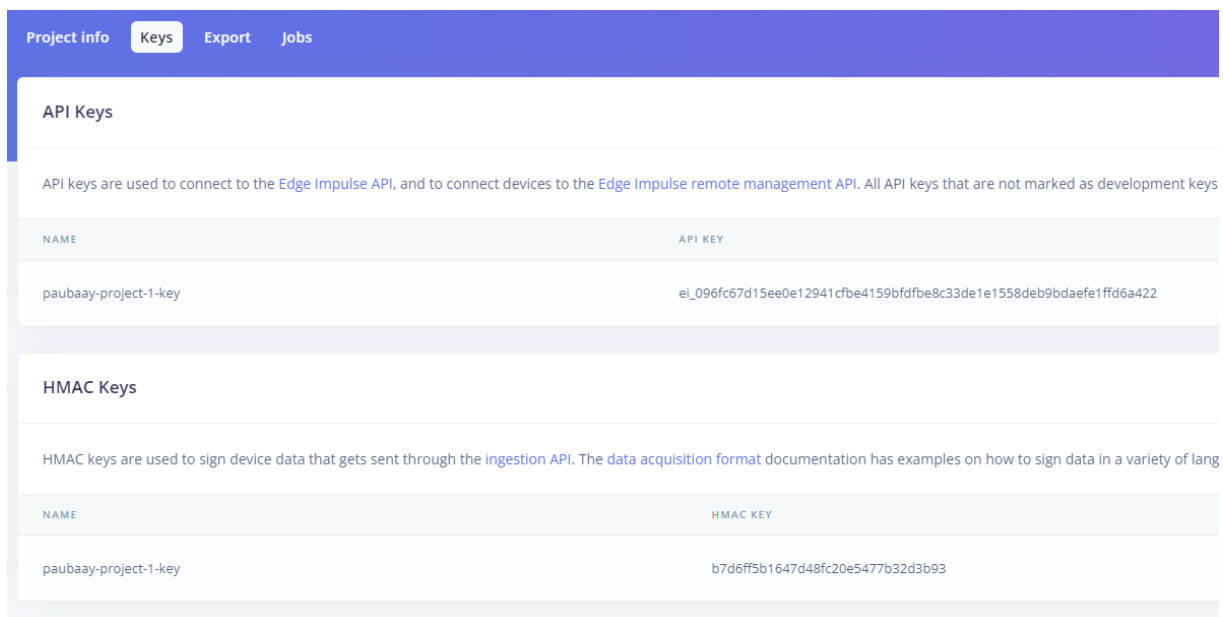 Project info Keys Export Jobs
API Keys
API keys are used to connect to the Edge Impulse API, and to connect devices to the Edge Impulse remote management API. All API keys that are not marked as development keys
NAME API KEY
paubaay-project-1-key ei_096fc67d15ee0e12941cfbe4159bfdfbe8c33de1e1558deb9bdaefe1ffd6a422
HMAC Keys
HMAC keys are used to sign device data that gets sent through the ingestion API. The data acquisition format documentation has examples on how to sign data in a variety of lang
NAME HMAC KEY
paubaay-project-1-key b7d6ff5b1647d48fc20e5477b32d3b93